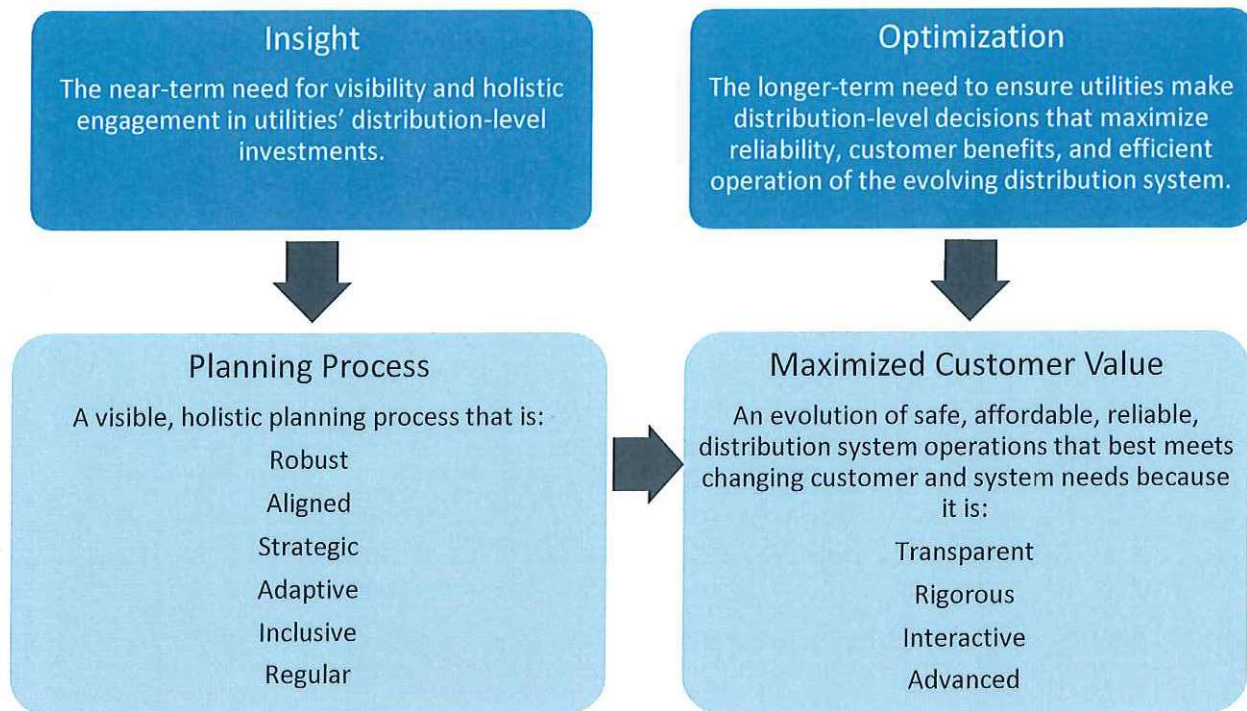 Insight
The near-term need for visibility and holistic
engagement in utilities' distribution-level
investments.
Optimization
The longer-term need to ensure utilities make
distribution-level decisions that maximize
reliability, customer benefits, and efficient
operation of the evolving distribution system.
Planning Process
A visible, holistic planning process that is:
Robust
Aligned
Strategic
Adaptive
Inclusive
Regular
Maximized Customer Value
An evolution of safe, affordable, reliable,
distribution system operations that best meets
changing customer and system needs because
it is:
Transparent
Rigorous
Interactive
Advanced